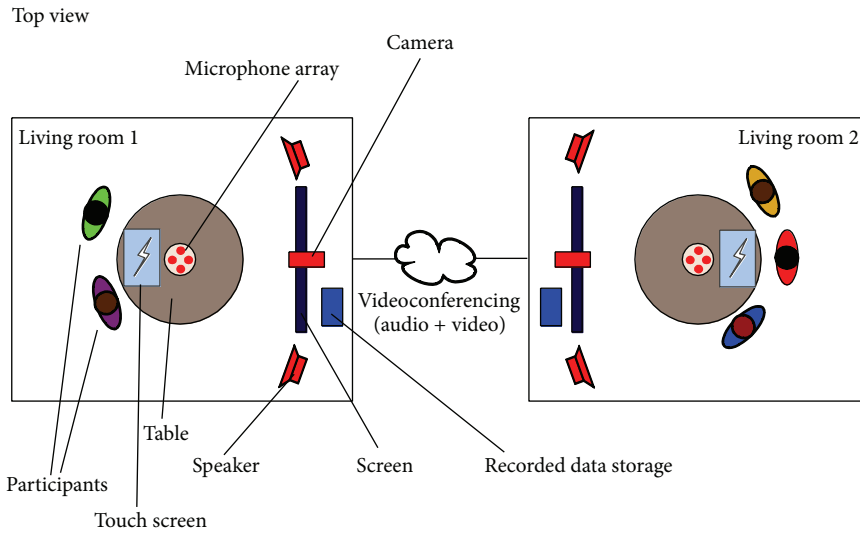 Top view
Camera
Microphone array
Living room 1
Living room 2
Videoconferencing
(audio + video)
Table
Speaker
Screen
Recorded data storage
Participants
Touch screen